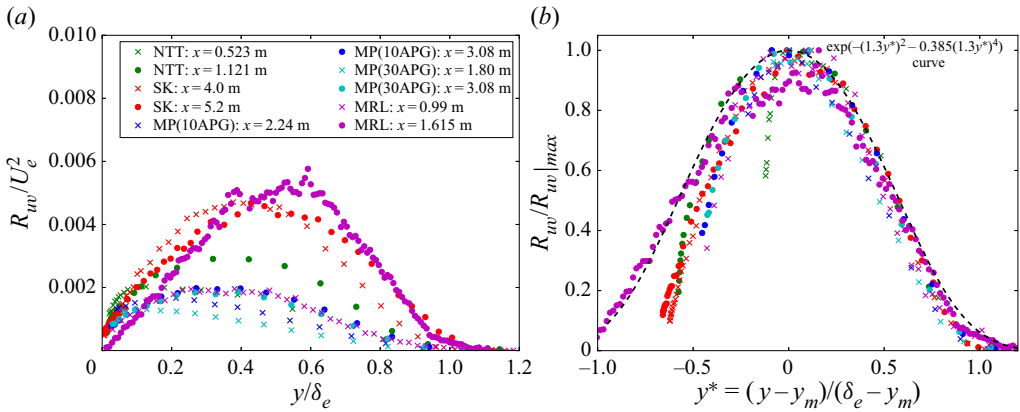 (a)
0.010
0.008
0.006
0.004
0.002
0
0.2
0.4
0.6
0.8
1.0
1.2
R_uv/U_e^2
y/δ_e
NTT: x = 0.523 m
NTT: x = 1.121 m
SK: x = 4.0 m
SK: x = 5.2 m
MP(10APG): x = 2.24 m
MP(10APG): x = 3.08 m
MP(30APG): x = 1.80 m
MP(30APG): x = 3.08 m
MRL: x = 0.99 m
MRL: x = 1.615 m
(b)
1.0
0.8
0.6
0.4
0.2
0
−1.0
−0.5
0
0.5
1.0
R_uv/R_uv|max
y* = (y − y_m)/(δ_e − y_m)
exp(−(1.3y*)^2 − 0.385(1.3y*)^4)
curve